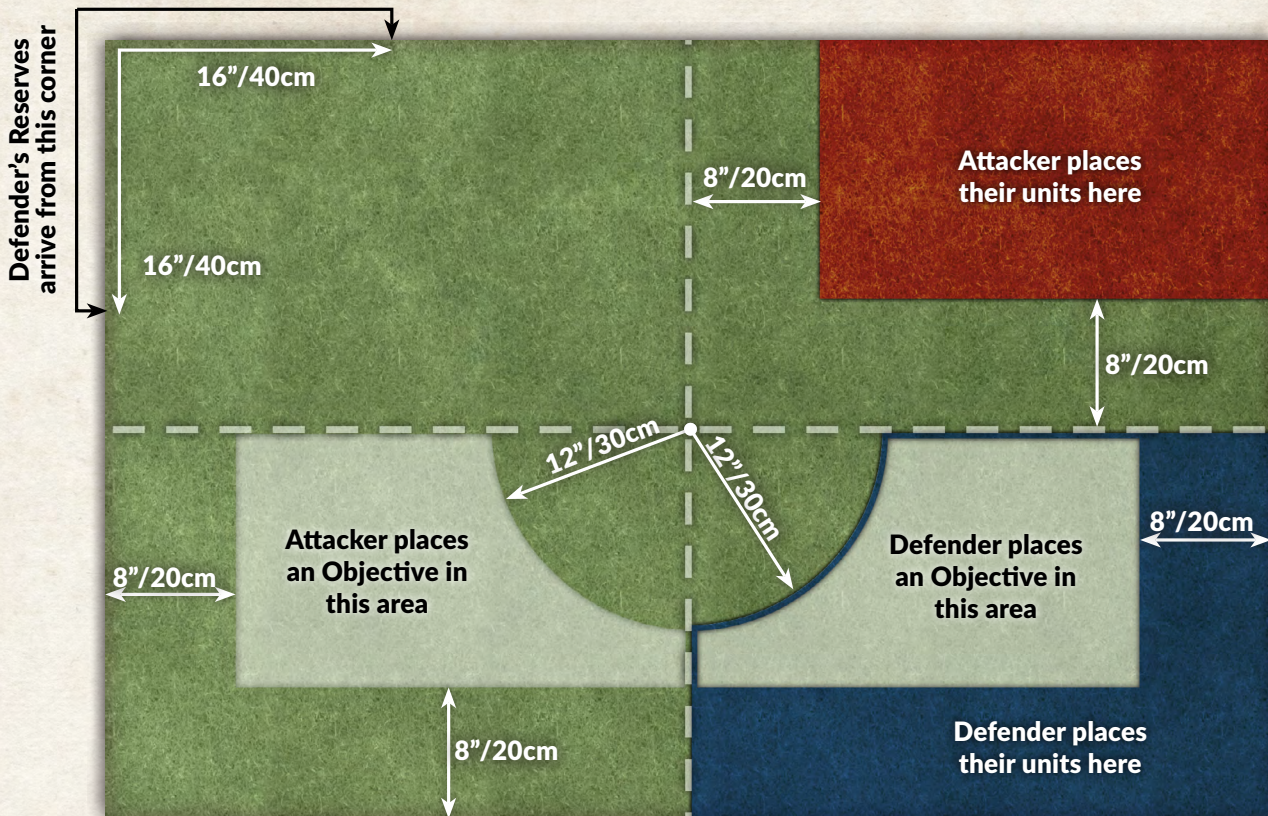 Defender's Reserves
arrive from this corner
16”/40cm
16”/40cm
8”/20cm
Attacker places
their units here
8”/20cm
12”/30cm
12”/30cm
Attacker places
an Objective in
this area
8”/20cm
8”/20cm
Defender places
an Objective in
this area
8”/20cm
Defender places
their units here